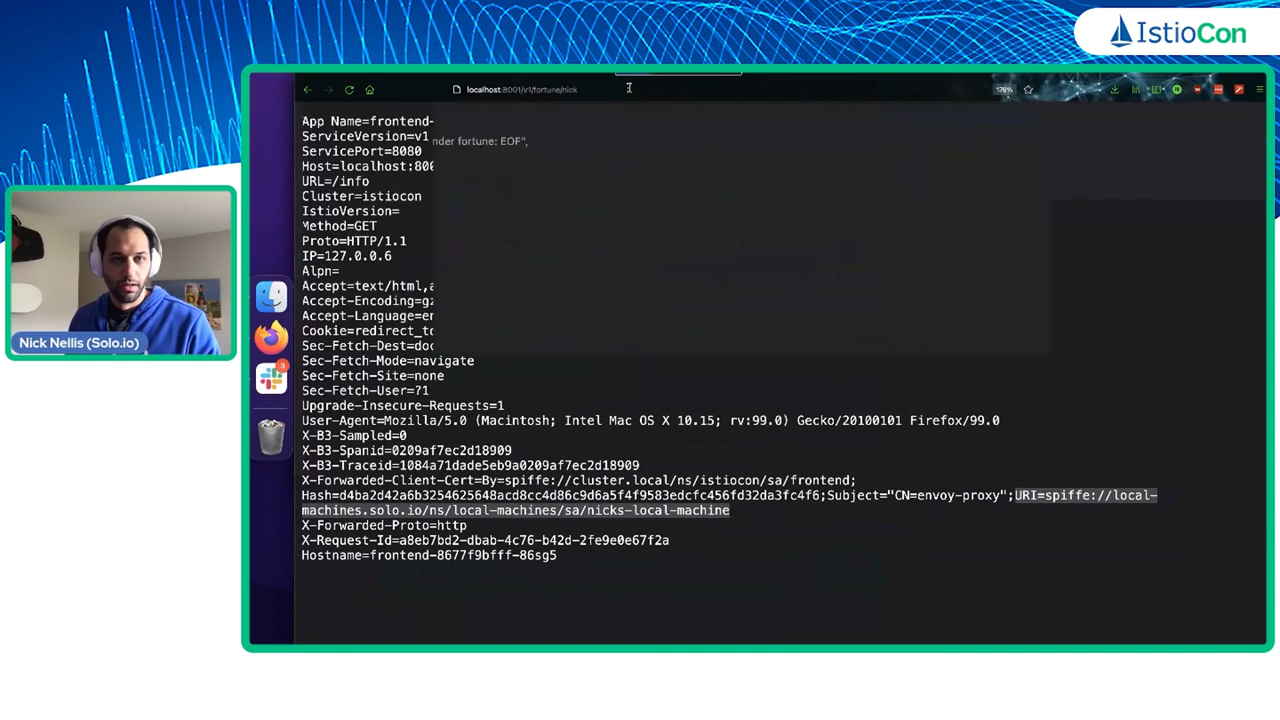 IstioCon
localhost:8001/v1/fortune/nick
170%
App Name=frontend-
ServiceVersion=v1
nder fortune: EOF",
ServicePort=8080
Host=localhost:800
URL=/info
Cluster=istiocon
IstioVersion=
Method=GET
Proto=HTTP/1.1
IP=127.0.0.6
Alpn=
Accept=text/html,a
Accept-Encoding=gz
Accept-Language=en
Cookie=redirect_to
Sec-Fetch-Dest=doc
Sec-Fetch-Mode=navigate
Sec-Fetch-Site=none
Sec-Fetch-User=?1
Upgrade-Insecure-Requests=1
User-Agent=Mozilla/5.0 (Macintosh; Intel Mac OS X 10.15; rv:99.0) Gecko/20100101 Firefox/99.0
X-B3-Sampled=0
X-B3-Spanid=0209af7ec2d18909
X-B3-Traceid=1084a71dade5eb9a0209af7ec2d18909
X-Forwarded-Client-Cert=By=spiffe://cluster.local/ns/istiocon/sa/frontend;
Hash=d4ba2d42a6b3254625648acd8cc4d86c9d6a5f4f9583edcfc456fd32da3fc4f6;Subject="CN=envoy-proxy";URI=spiffe://local-
machines.solo.io/ns/local-machines/sa/nicks-local-machine
X-Forwarded-Proto=http
X-Request-Id=a8eb7bd2-dbab-4c76-b42d-2fe9e0e67f2a
Hostname=frontend-8677f9bfff-86sg5
Nick Nellis (Solo.io)
3